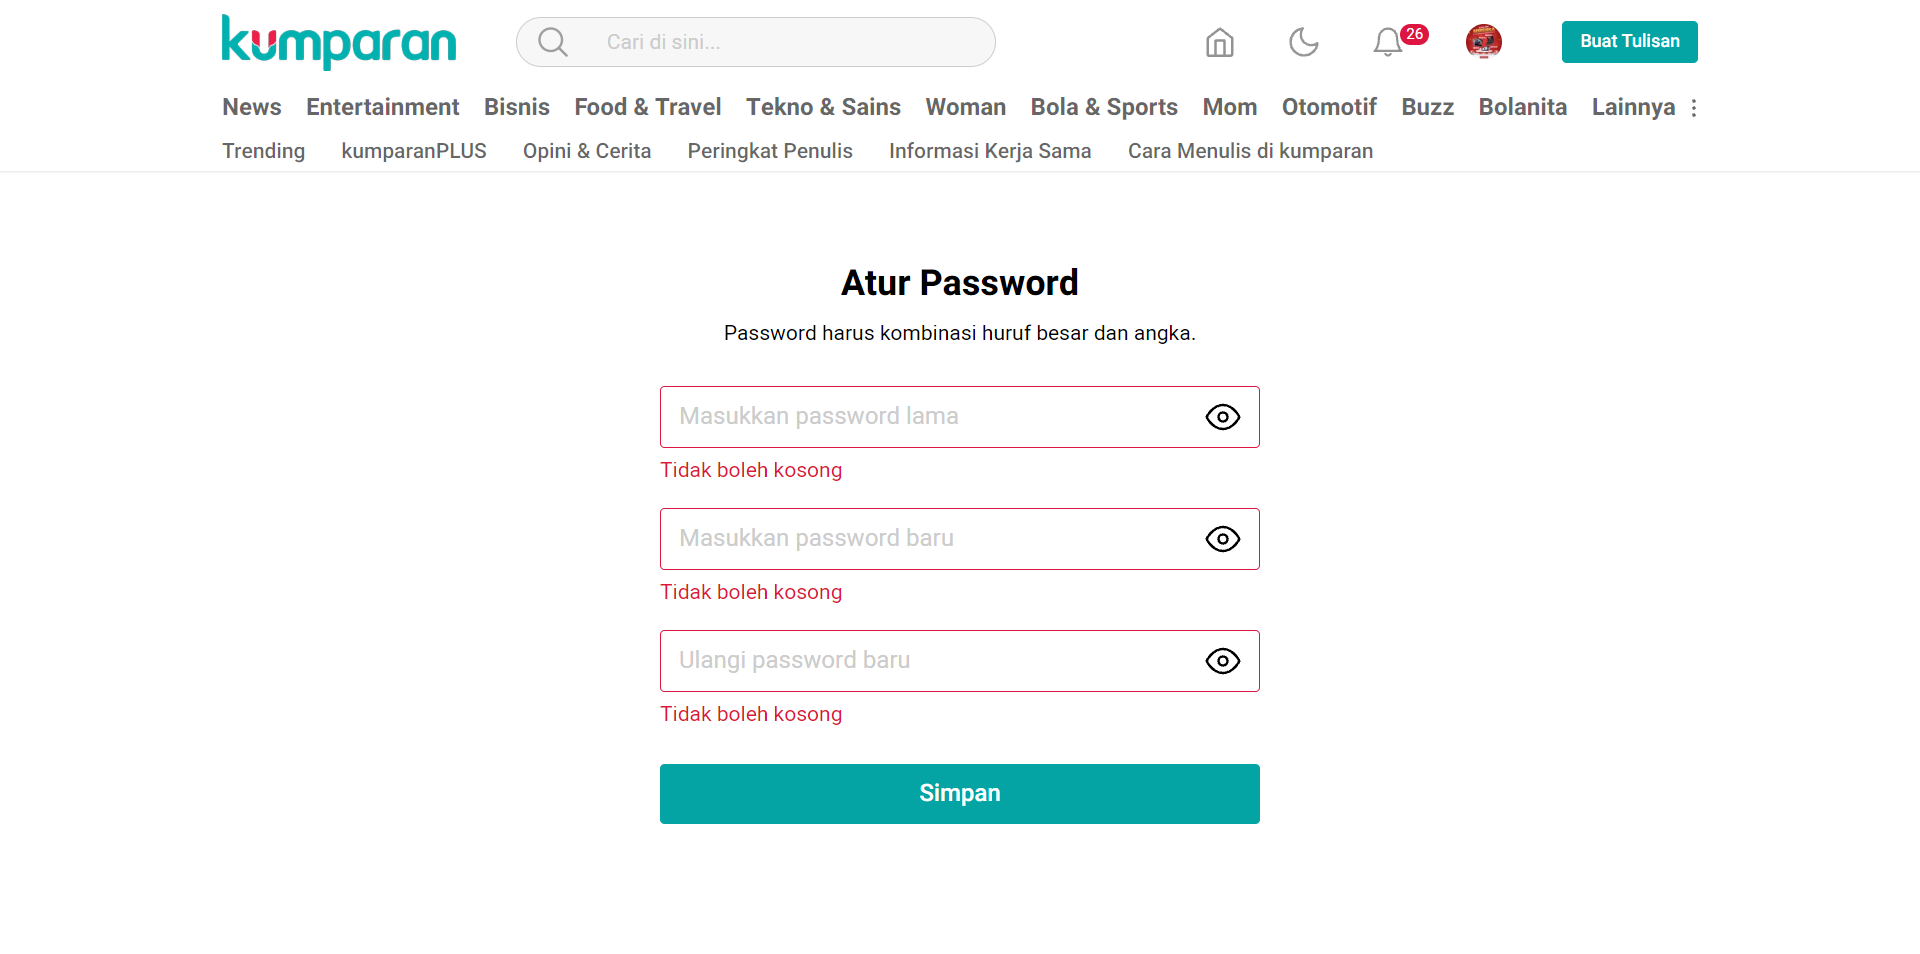 kumparan
Cari di sini...
26
Buat Tulisan
News Entertainment Bisnis Food & Travel Tekno & Sains Woman Bola & Sports Mom Otomotif Buzz Bolanita Lainnya
Trending kumparanPLUS Opini & Cerita Peringkat Penulis Informasi Kerja Sama Cara Menulis di kumparan
Atur Password
Password harus kombinasi huruf besar dan angka.
Masukkan password lama
Tidak boleh kosong
Masukkan password baru
Tidak boleh kosong
Ulangi password baru
Tidak boleh kosong
Simpan